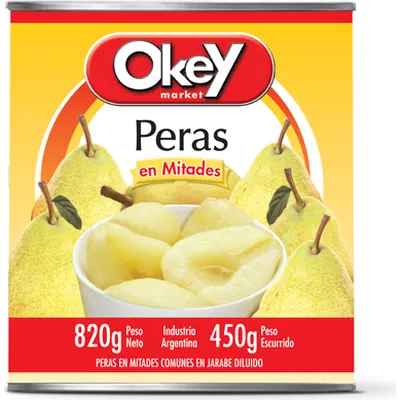 Okey
market
Peras
en Mitades
820g Peso Neto Industria Argentina 450g Peso Escurrido
PERAS EN MITADES COMUNES EN JARABE DILUIDO